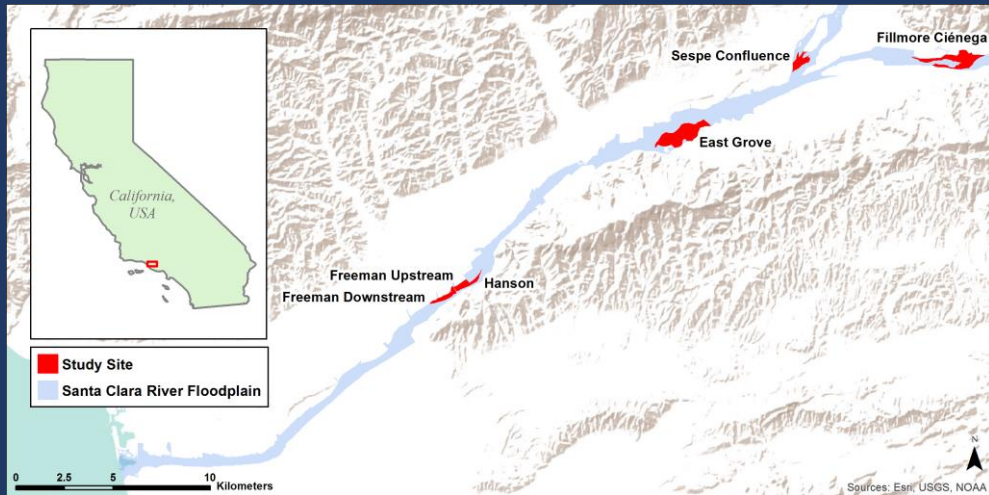 Fillmore Ciénega
Sespe Confluence
East Grove
California,
USA
Freeman Upstream
Hanson
Freeman Downstream
Study Site
Santa Clara River Floodplain
0 2.5 5 10
Kilometers
N
Sources: Esri, USGS, NOAA